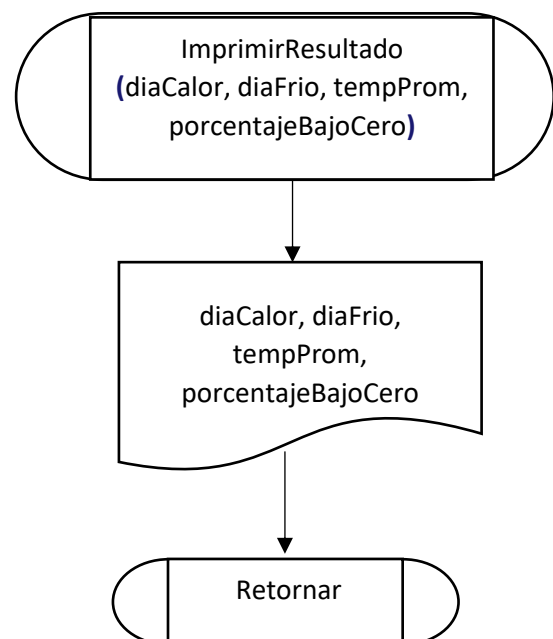 ImprimirResultado
(diaCalor, diaFrio, tempProm,
porcentajeBajoCero)
diaCalor, diaFrio,
tempProm,
porcentajeBajoCero
Retornar